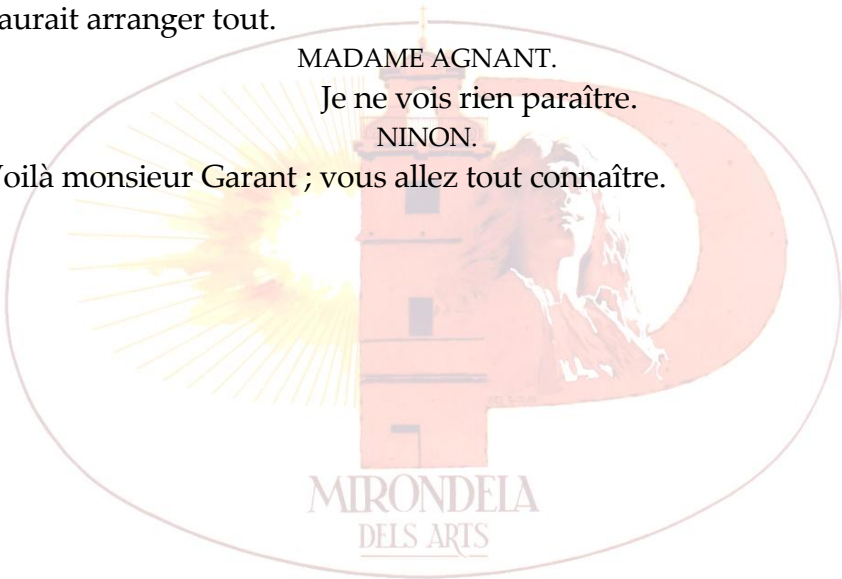 aurait arranger tout.
MADAME AGNANT.
Je ne vois rien paraître.
NINON.
Voilà monsieur Garant ; vous allez tout connaître.
MIRONDELA
DELS ARTS